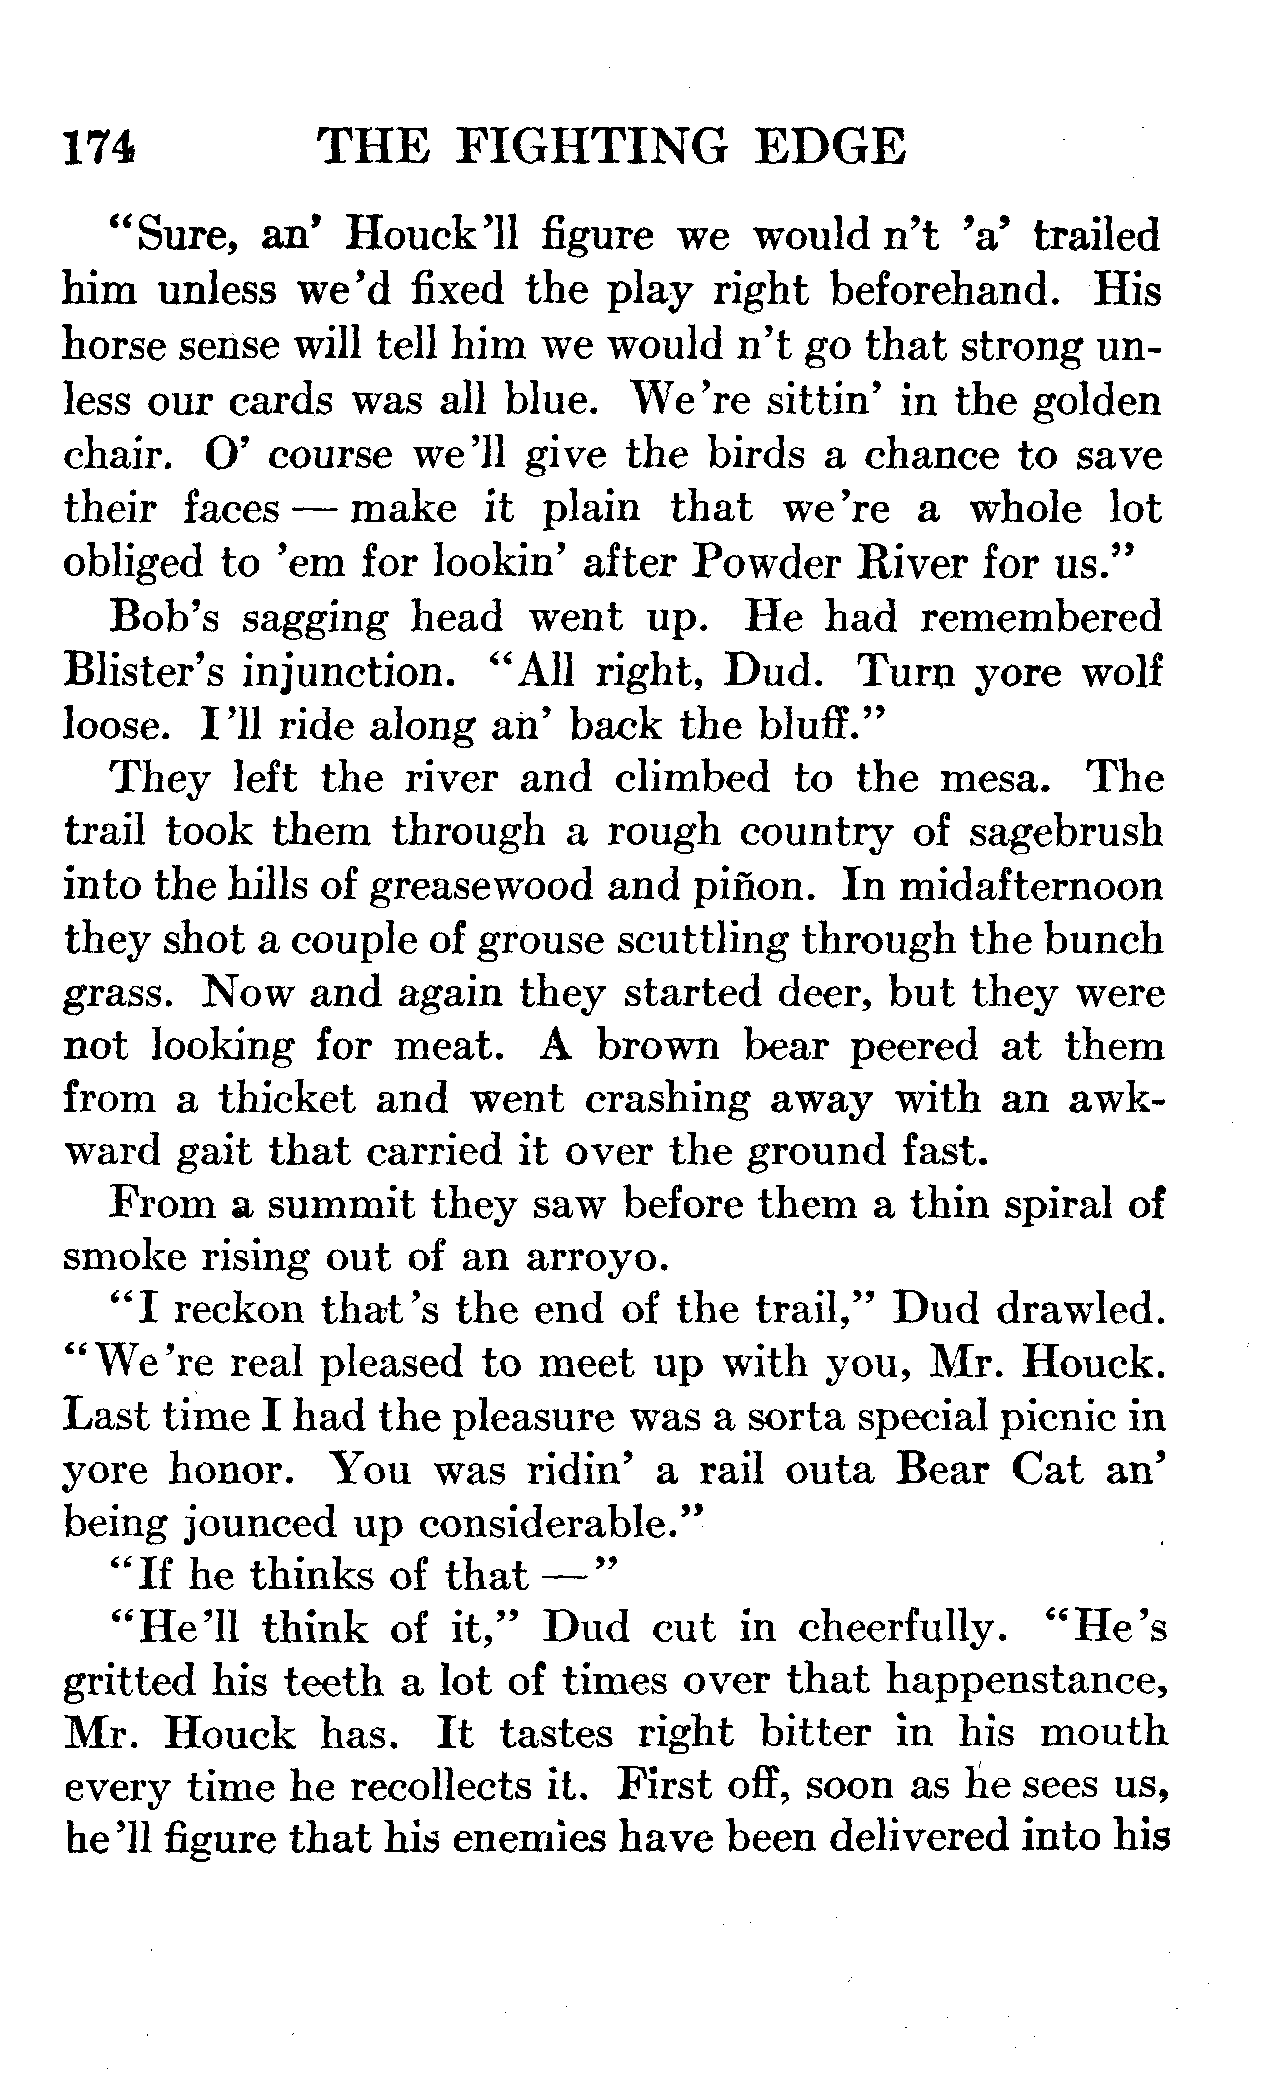 174 THE FIGHTING EDGE
"Sure, an' Houck'll figure we would n't 'a' trailed
him unless we'd fixed the play right beforehand. His
horse sense will tell him we would n't go that strong un-
less our cards was all blue. We're sittin' in the golden
chair. O' course we'll give the birds a chance to save
their faces — make it plain that we're a whole lot
obliged to 'em for lookin' after Powder River for us."
Bob's sagging head went up. He had remembered
Blister's injunction. "All right, Dud. Turn yore wolf
loose. I'll ride along an' back the bluff."
They left the river and climbed to the mesa. The
trail took them through a rough country of sagebrush
into the hills of greasewood and piñon. In midafternoon
they shot a couple of grouse scuttling through the bunch
grass. Now and again they started deer, but they were
not looking for meat. A brown bear peered at them
from a thicket and went crashing away with an awk-
ward gait that carried it over the ground fast.
From a summit they saw before them a thin spiral of
smoke rising out of an arroyo.
"I reckon that's the end of the trail," Dud drawled.
"We're real pleased to meet up with you, Mr. Houck.
Last time I had the pleasure was a sorta special picnic in
yore honor. You was ridin' a rail outa Bear Cat an'
being jounced up considerable."
"If he thinks of that —"
"He'll think of it," Dud cut in cheerfully. "He's
gritted his teeth a lot of times over that happenstance,
Mr. Houck has. It tastes right bitter in his mouth
every time he recollects it. First off, soon as he sees us,
he'll figure that his enemies have been delivered into his